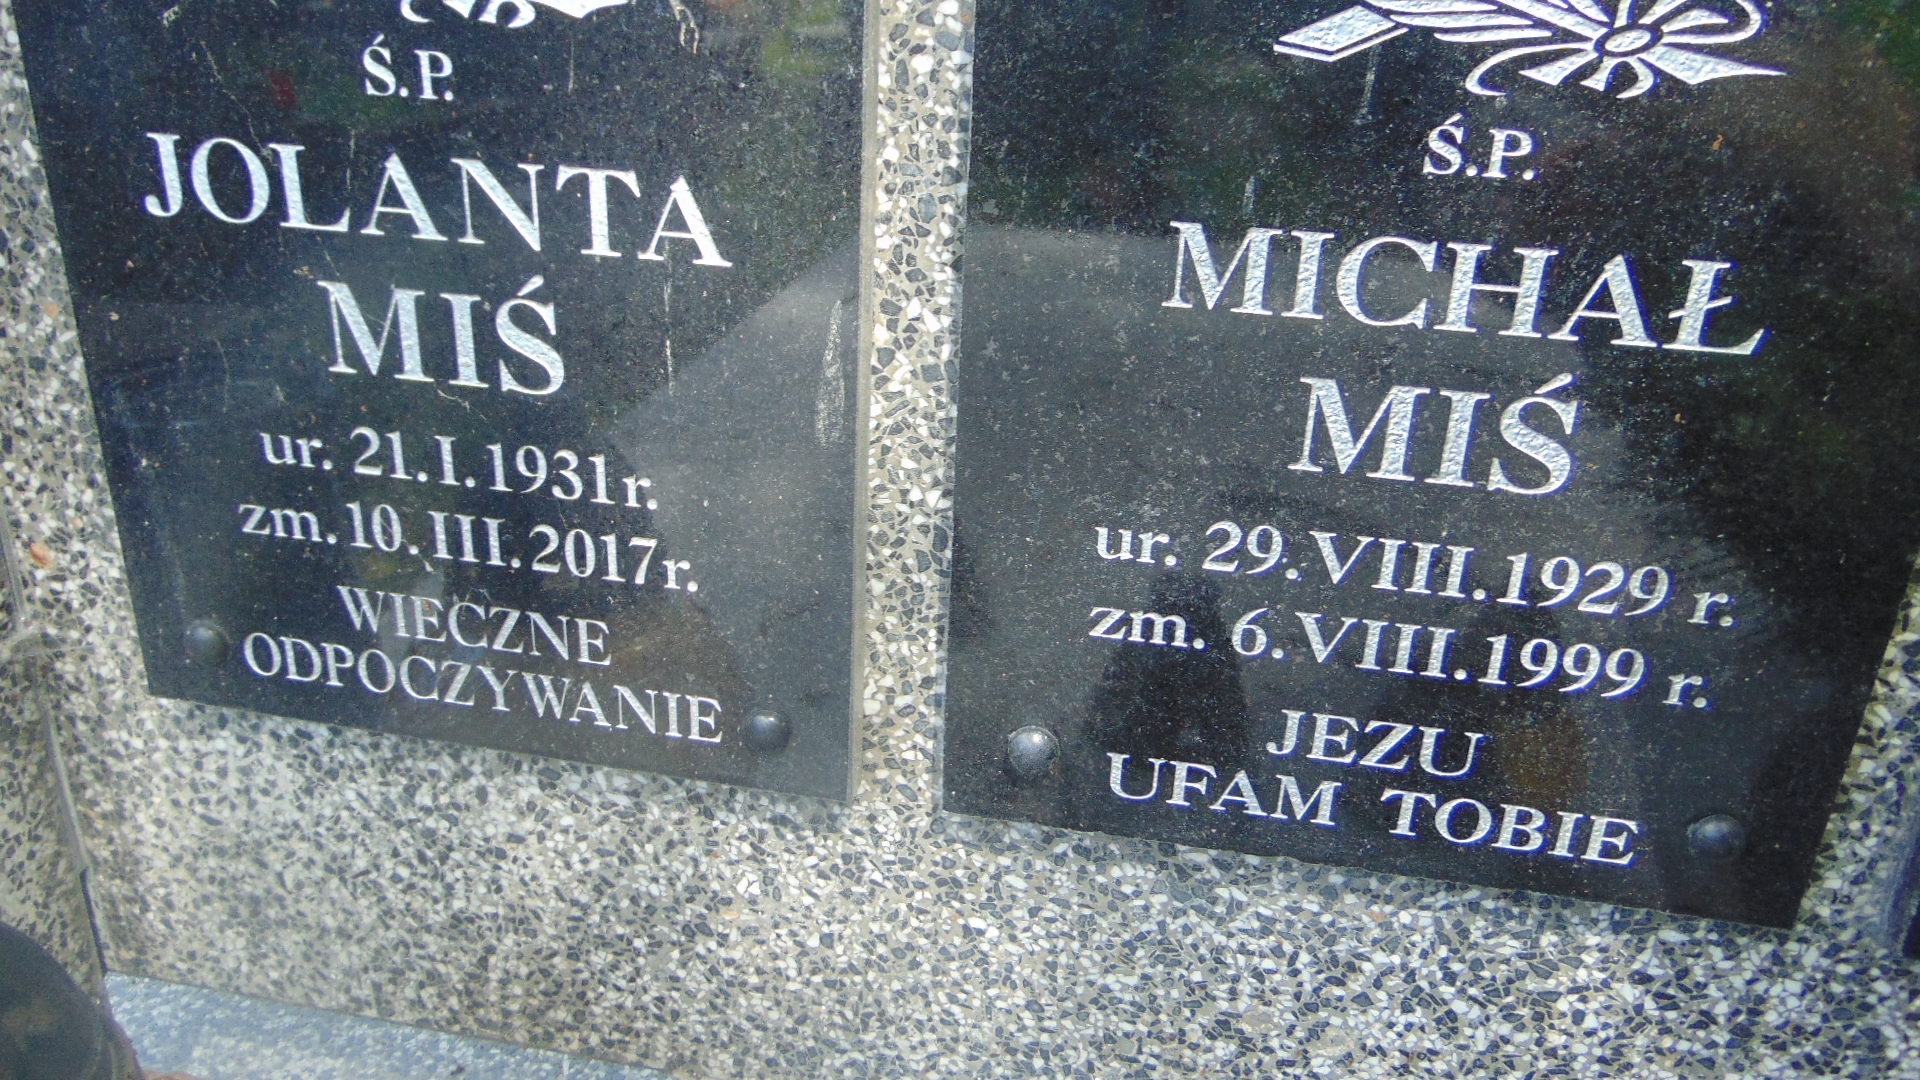 Ś.P.
JOLANTA
MIŚ
ur. 21.I.1931 r.
zm. 10.III.2017 r.
WIECZNE
ODPOCZYWANIE
Ś.P.
MICHAŁ
MIŚ
ur. 29.VIII.1929 r.
zm. 6.VIII.1999 r.
JEZU
UFAM TOBIE